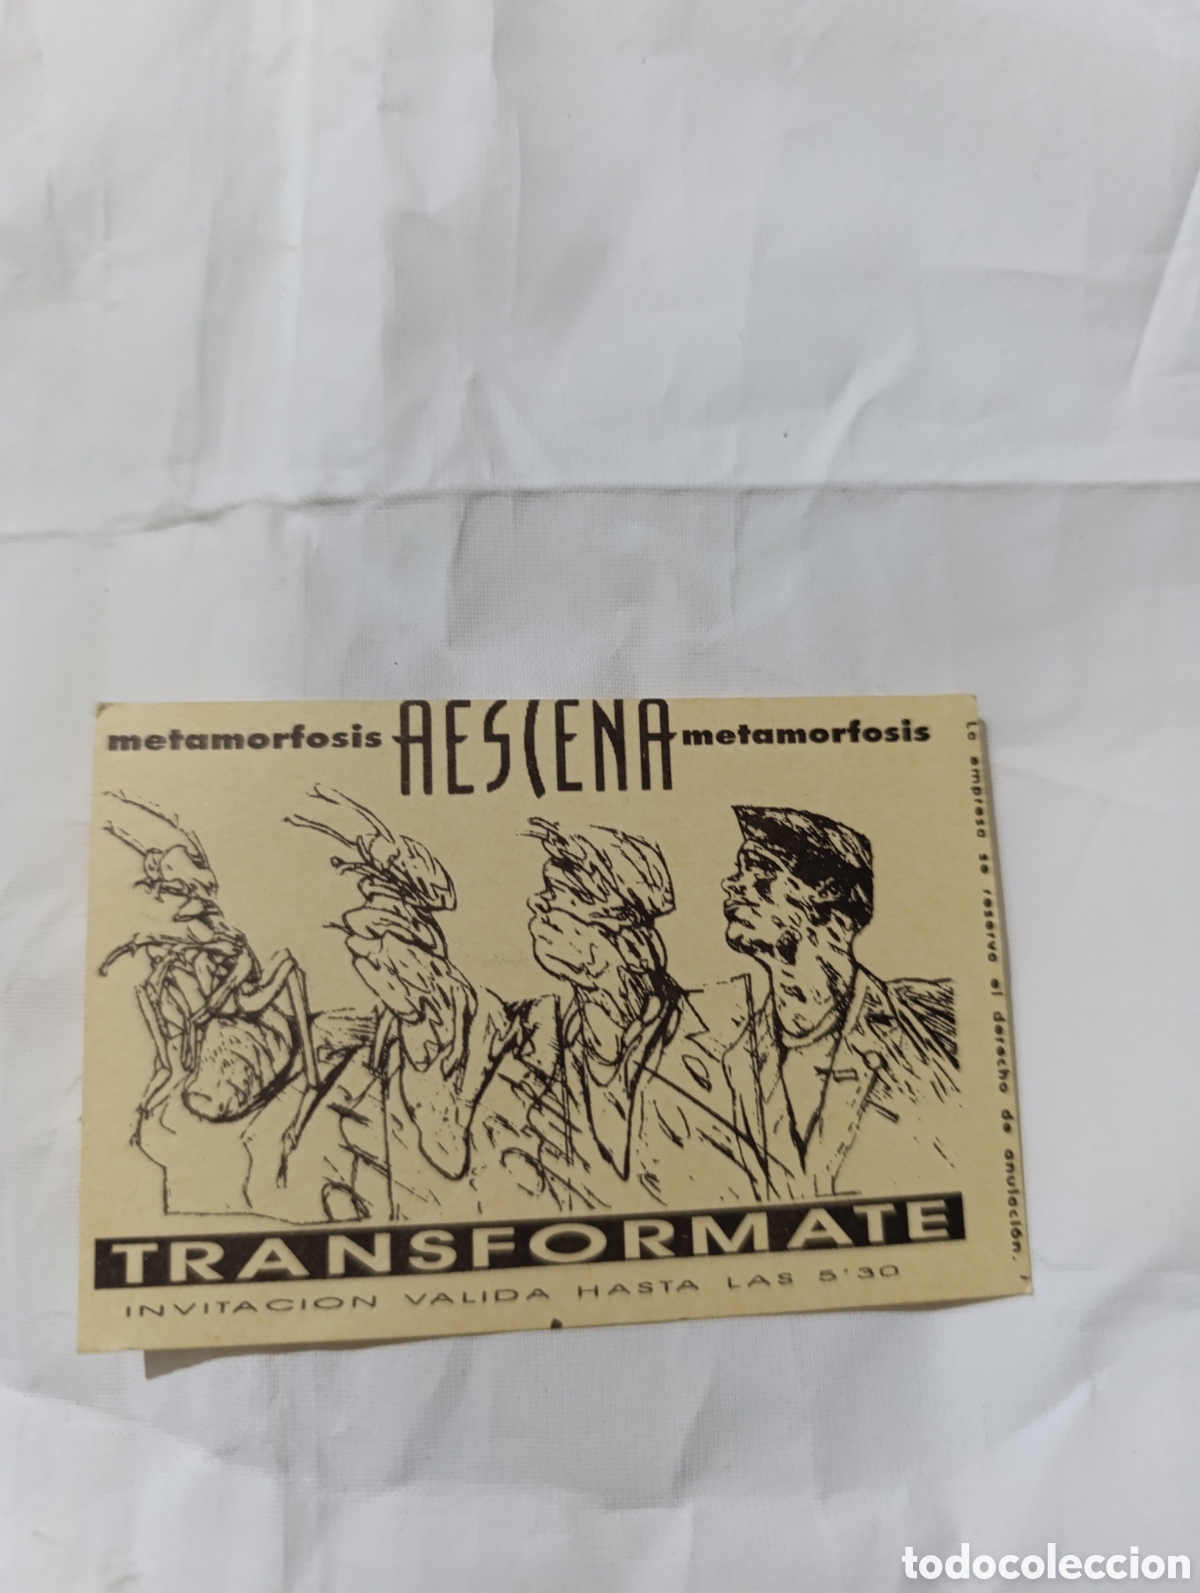 metamorfosis AESCENA metamorfosis
La empresa se reserva el derecho de anulación.
TRANSFORMATE
INVITACION VALIDA HASTA LAS 5'30
todocoleccion